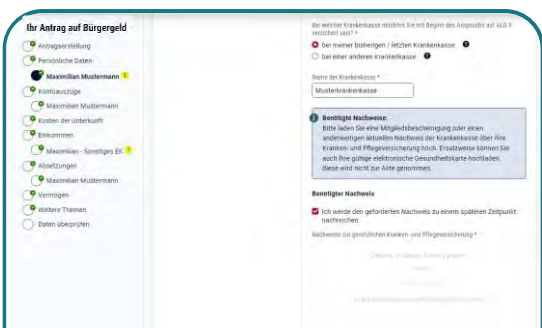 Ihr Antrag auf Bürgergeld
Antragserstellung
Persönliche Daten
Maximilian Mustermann
Kontoauszüge
Maximilian Mustermann
Kosten der Unterkunft
Einkommen
Maximilian - Sonstiges EK
Absetzungen
Maximilian Mustermann
Vermögen
Weitere Themen
Daten überprüfen
Bei welcher Krankenkasse möchten Sie mit Beginn des Anspruchs auf ALG II
versichert sein? *
bei meiner bisherigen / letzten Krankenkasse
bei einer anderen Krankenkasse
Name der Krankenkasse *
Musterkrankenkasse
Benötigte Nachweise:
Bitte laden Sie eine Mitgliedsbescheinigung oder einen
anderweitigen aktuellen Nachweis der Krankenkasse über Ihre
Kranken- und Pflegeversicherung hoch. Ersatzweise können Sie
auch Ihre gültige elektronische Gesundheitskarte hochladen,
diese wird nicht zur Akte genommen.
Benötigter Nachweis
Ich werde den geforderten Nachweis zu einem späteren Zeitpunkt
nachreichen.
Nachweise zur gesetzlichen Kranken- und Pflegeversicherung *